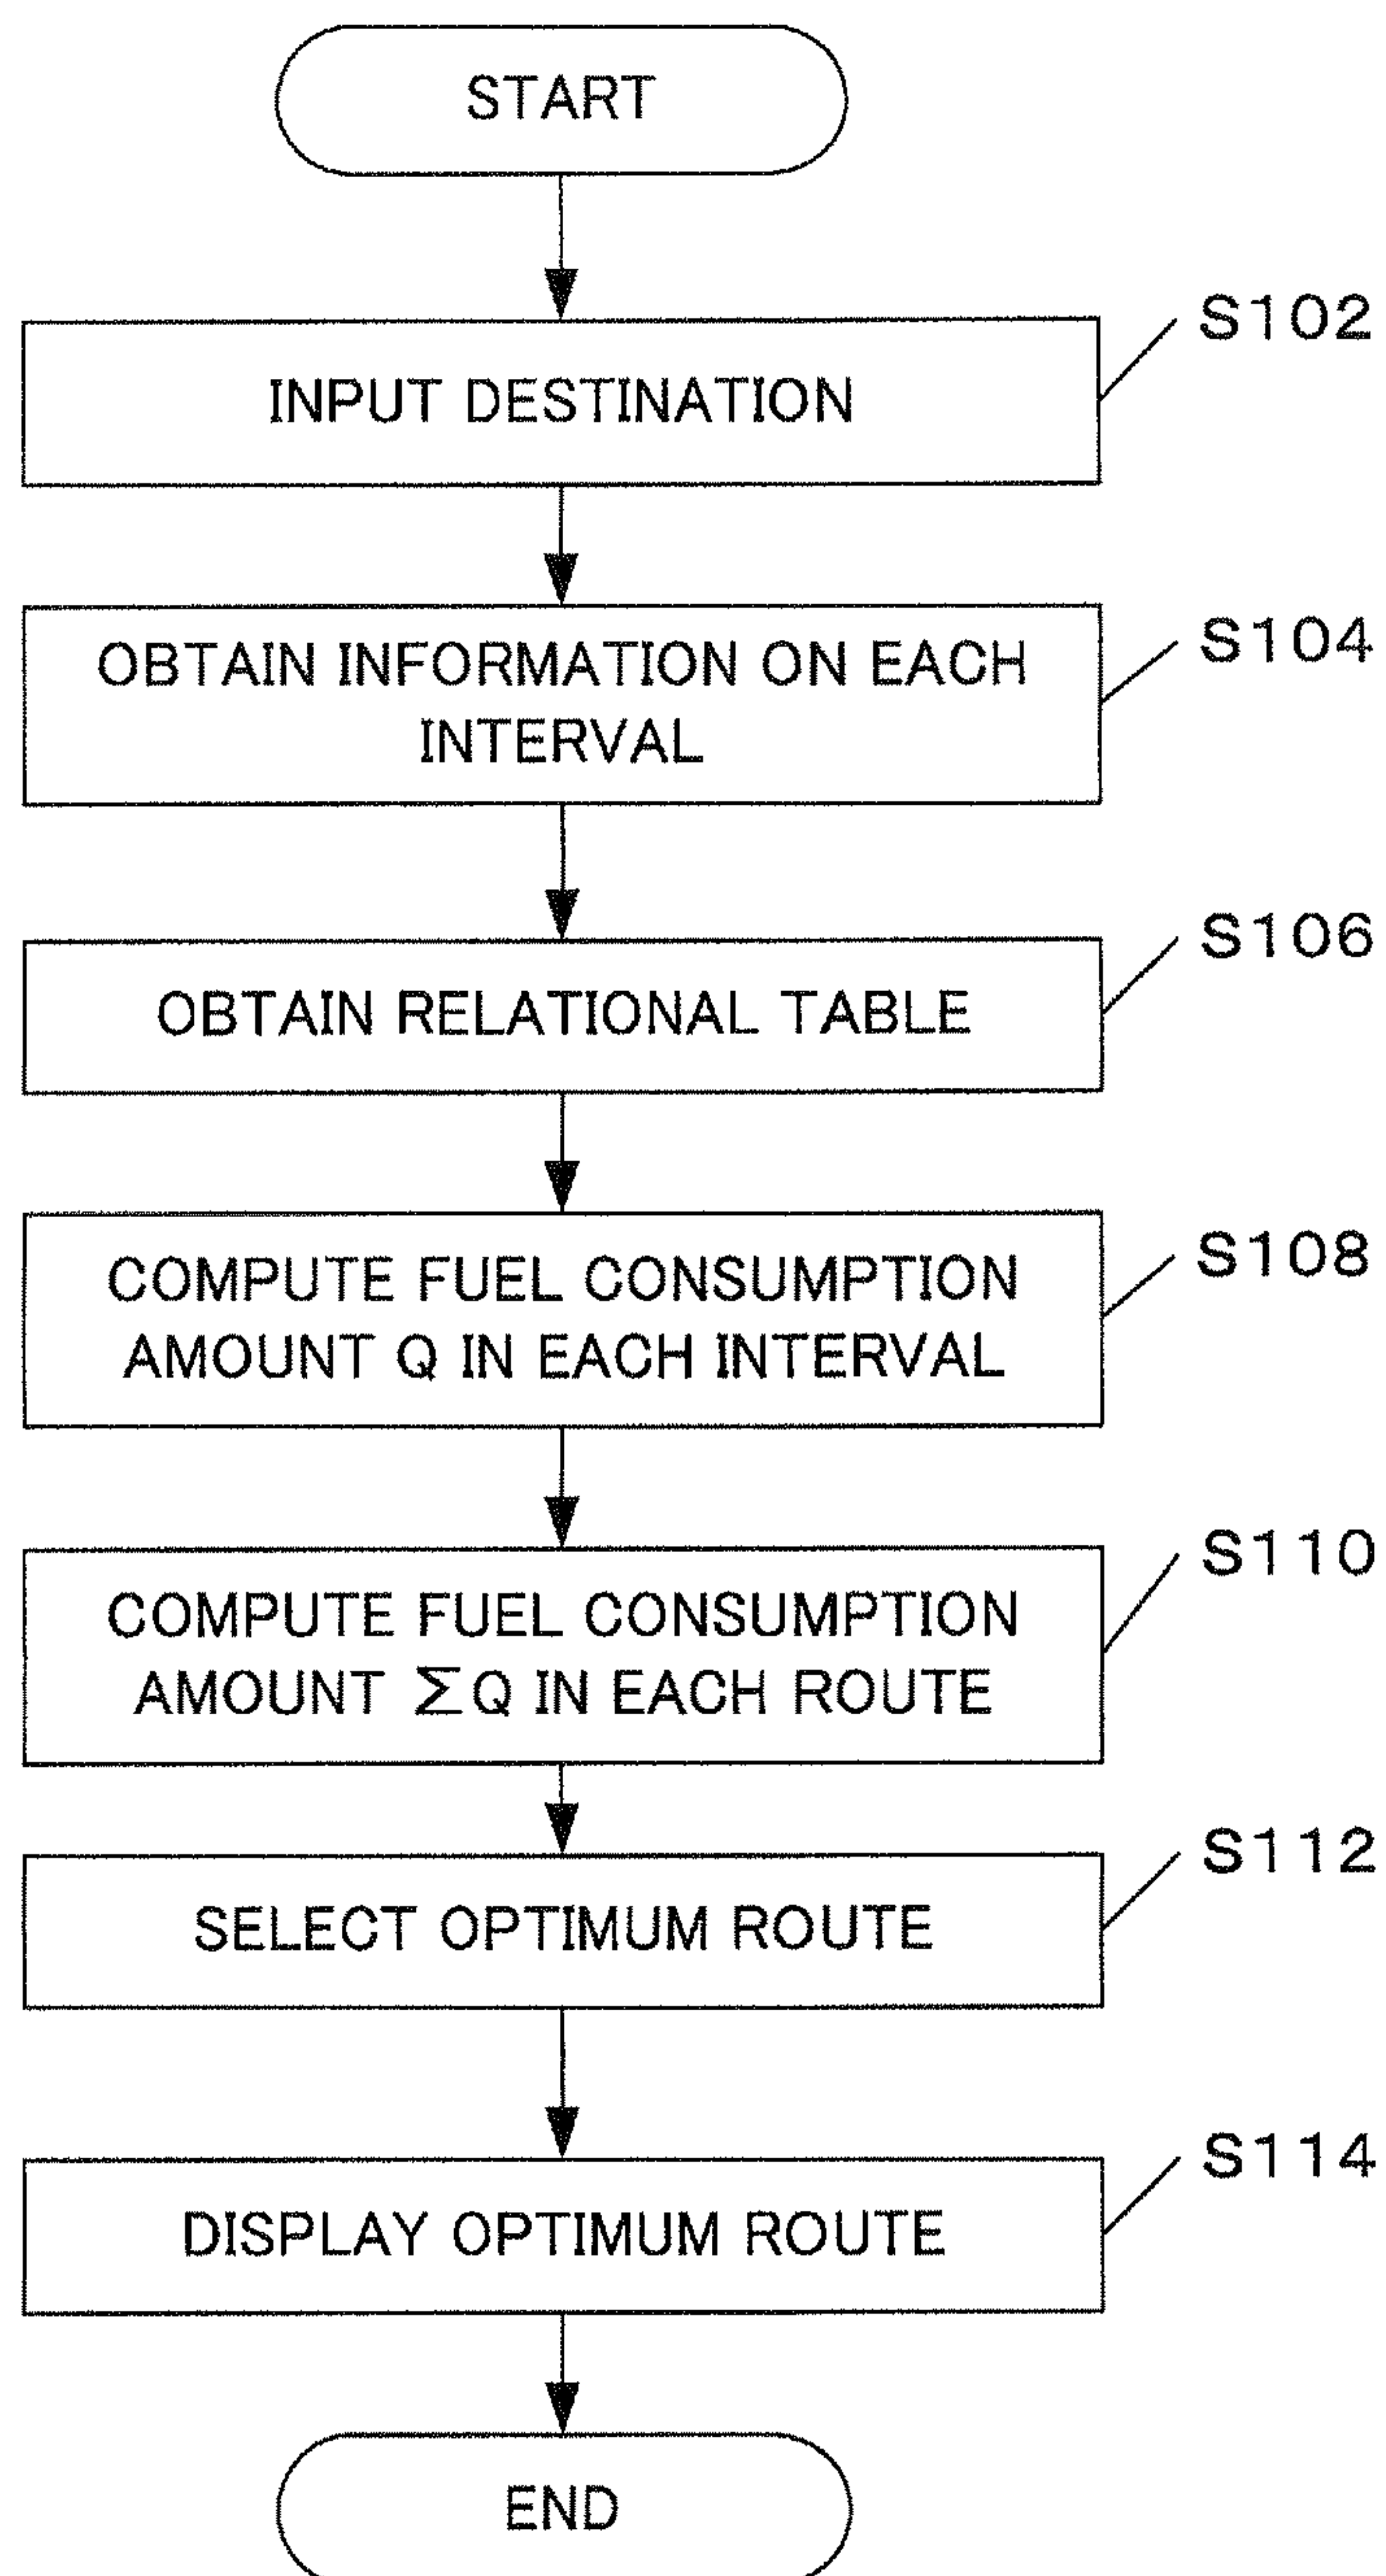 START
S102
INPUT DESTINATION
S104
OBTAIN INFORMATION ON EACH
INTERVAL
S106
OBTAIN RELATIONAL TABLE
S108
COMPUTE FUEL CONSUMPTION
AMOUNT Q IN EACH INTERVAL
S110
COMPUTE FUEL CONSUMPTION
AMOUNT ΣQ IN EACH ROUTE
S112
SELECT OPTIMUM ROUTE
S114
DISPLAY OPTIMUM ROUTE
END